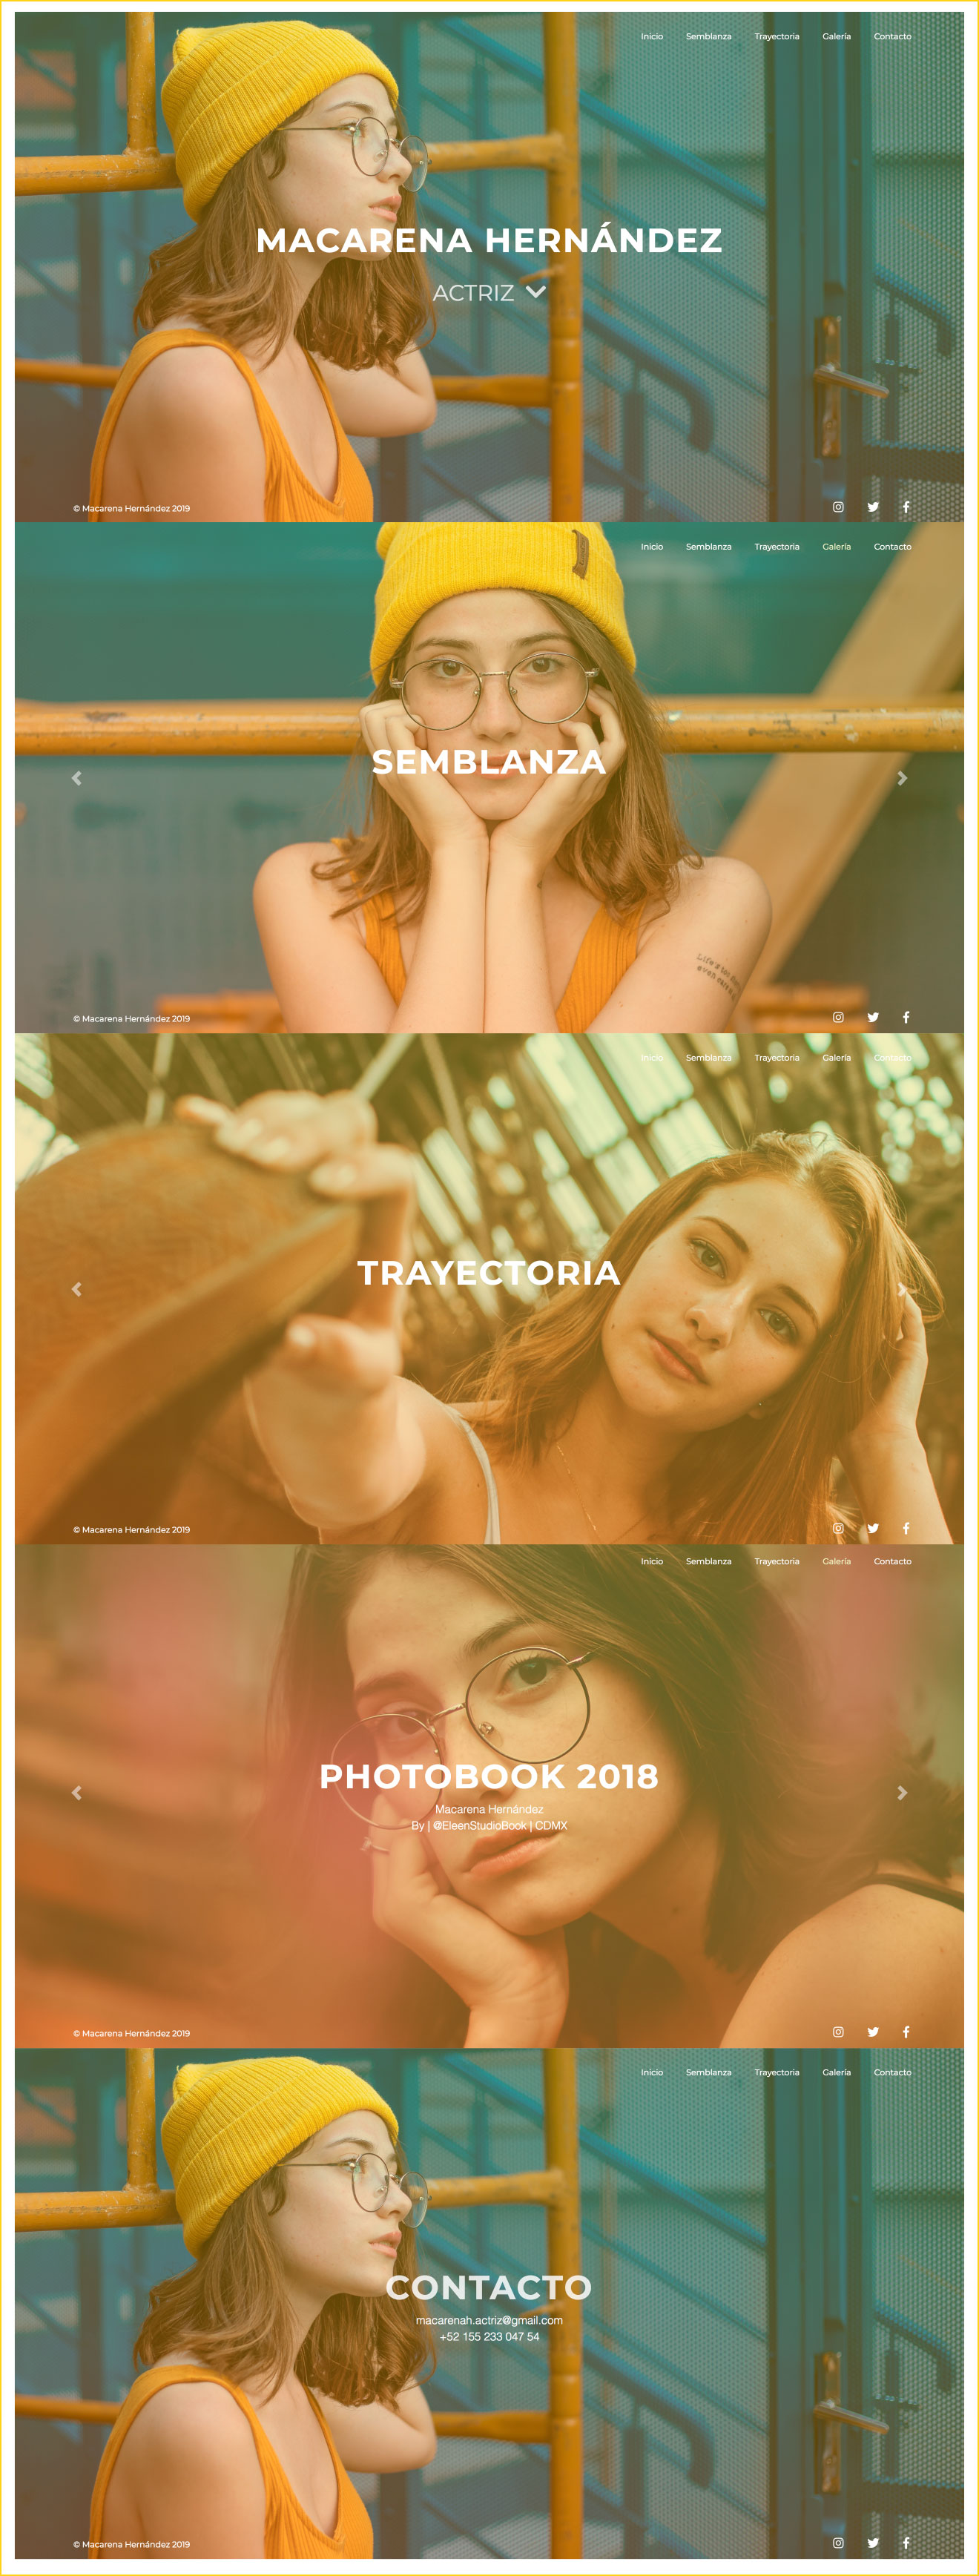 Inicio Semblanza Trayectoria Galería Contacto
MACARENA HERNÁNDEZ
ACTRIZ
© Macarena Hernández 2019
Inicio Semblanza Trayectoria Galería Contacto
SEMBLANZA
Life's too
© Macarena Hernández 2019
Inicio Semblanza Trayectoria Galería Contacto
TRAYECTORIA
© Macarena Hernández 2019
Inicio Semblanza Trayectoria Galería Contacto
PHOTOBOOK 2018
Macarena Hernández
By | @EleenStudioBook | CDMX
© Macarena Hernández 2019
Inicio Semblanza Trayectoria Galería Contacto
CONTACTO
macarenah.actriz@gmail.com
+52 155 233 047 54
© Macarena Hernández 2019